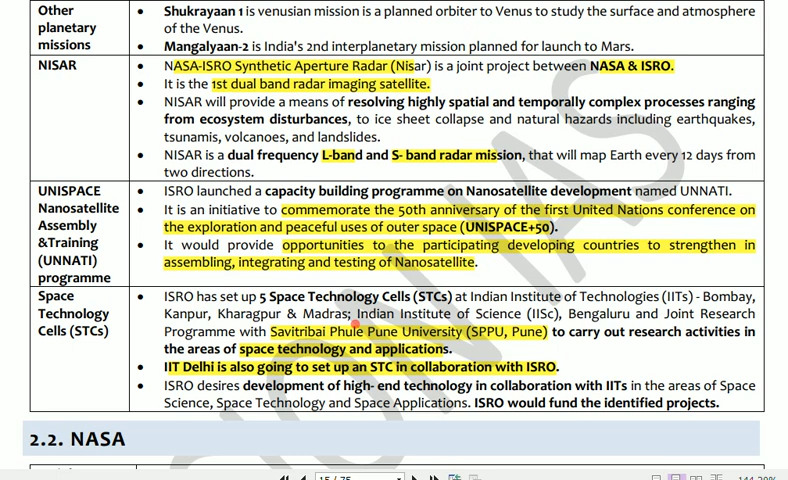 Other planetary missions
• Shukrayaan 1 is venusian mission is a planned orbiter to Venus to study the surface and atmosphere
of the Venus.
• Mangalyaan-2 is India's 2nd interplanetary mission planned for launch to Mars.
NISAR
• NASA-ISRO Synthetic Aperture Radar (Nisar) is a joint project between NASA & ISRO.
• It is the 1st dual band radar imaging satellite.
• NISAR will provide a means of resolving highly spatial and temporally complex processes ranging
from ecosystem disturbances, to ice sheet collapse and natural hazards including earthquakes,
tsunamis, volcanoes, and landslides.
• NISAR is a dual frequency L-band and S- band radar mission, that will map Earth every 12 days from
two directions.
UNISPACE
Nanosatellite
Assembly
&Training
(UNNATI)
programme
• ISRO launched a capacity building programme on Nanosatellite development named UNNATI.
• It is an initiative to commemorate the 50th anniversary of the first United Nations conference on
the exploration and peaceful uses of outer space (UNISPACE+50).
• It would provide opportunities to the participating developing countries to strengthen in
assembling, integrating and testing of Nanosatellite.
Space
Technology
Cells (STCs)
• ISRO has set up 5 Space Technology Cells (STCs) at Indian Institute of Technologies (IITs) - Bombay,
Kanpur, Kharagpur & Madras; Indian Institute of Science (IISc), Bengaluru and Joint Research
Programme with Savitribai Phule Pune University (SPPU, Pune) to carry out research activities in
the areas of space technology and applications.
• IIT Delhi is also going to set up an STC in collaboration with ISRO.
• ISRO desires development of high- end technology in collaboration with IITs in the areas of Space
Science, Space Technology and Space Applications. ISRO would fund the identified projects.
2.2. NASA
15 / 75